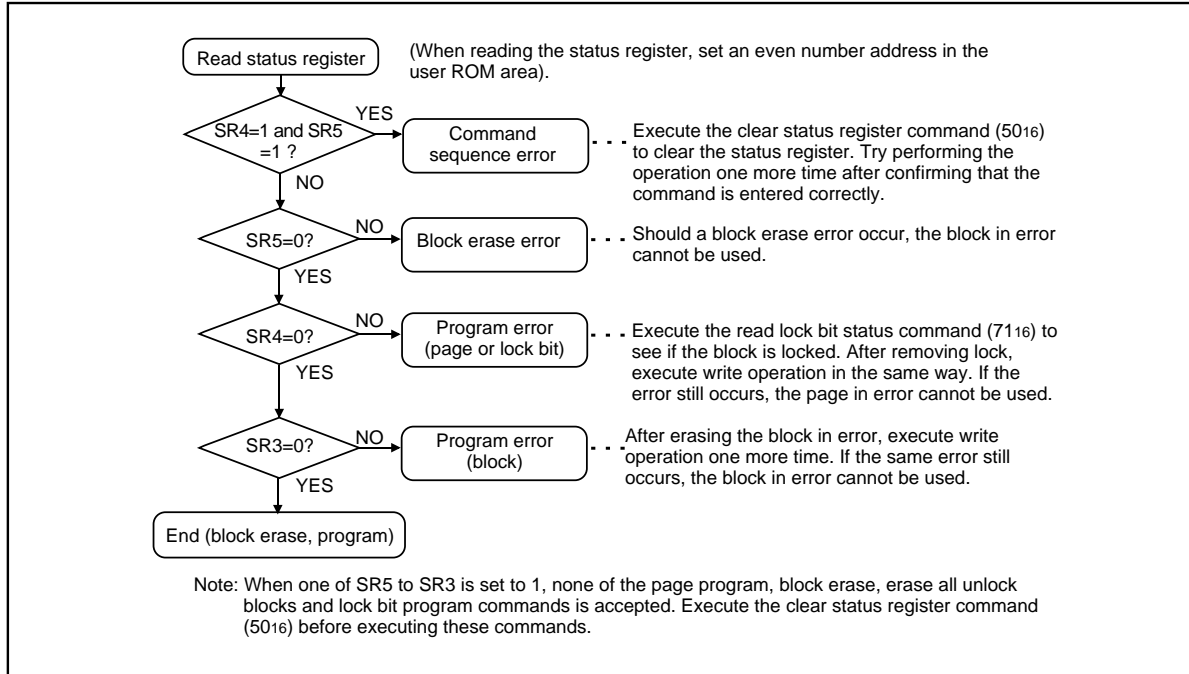 Read status register
(When reading the status register, set an even number address in the
user ROM area).
YES
SR4=1 and SR5
=1 ?
Command
sequence error
Execute the clear status register command (5016)
to clear the status register. Try performing the
operation one more time after confirming that the
command is entered correctly.
NO
SR5=0?
NO
Block erase error
Should a block erase error occur, the block in error
cannot be used.
YES
SR4=0?
NO
Program error
(page or lock bit)
Execute the read lock bit status command (7116) to
see if the block is locked. After removing lock,
execute write operation in the same way. If the
error still occurs, the page in error cannot be used.
YES
SR3=0?
NO
Program error
(block)
After erasing the block in error, execute write
operation one more time. If the same error still
occurs, the block in error cannot be used.
YES
End (block erase, program)
Note: When one of SR5 to SR3 is set to 1, none of the page program, block erase, erase all unlock
blocks and lock bit program commands is accepted. Execute the clear status register command
(5016) before executing these commands.